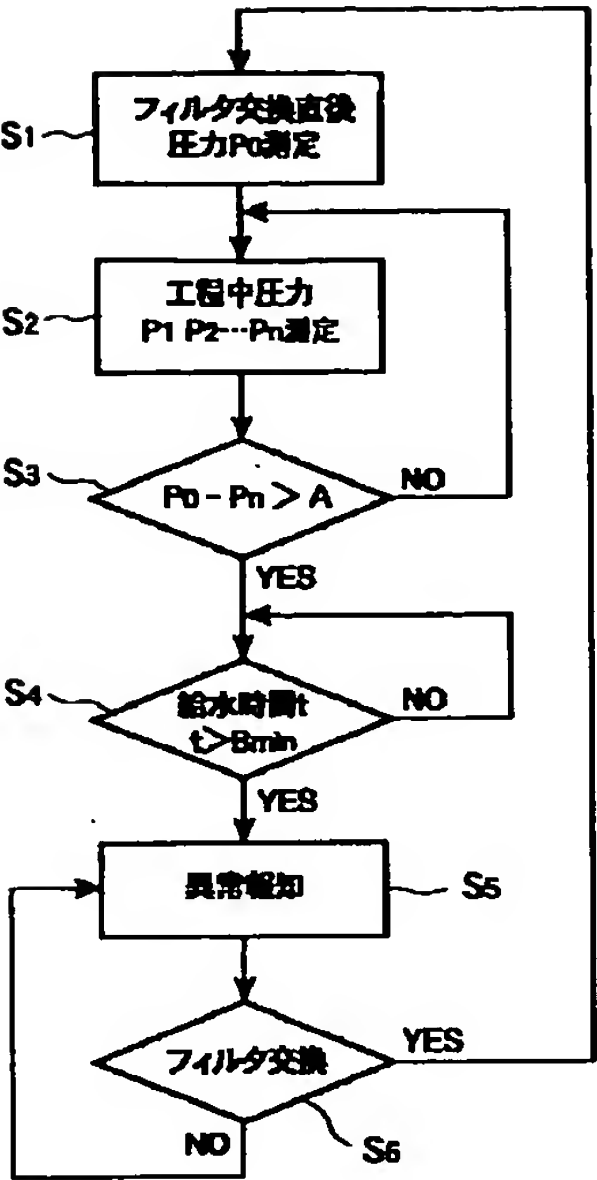 S1
フィルタ交換直後
圧力P0測定
S2
工程中圧力
P1 P2…Pn測定
S3
P0－Pn＞A
NO
YES
S4
給水時間t
t＞Bmin
NO
YES
異常報知
S5
フィルタ交換
YES
NO
S6